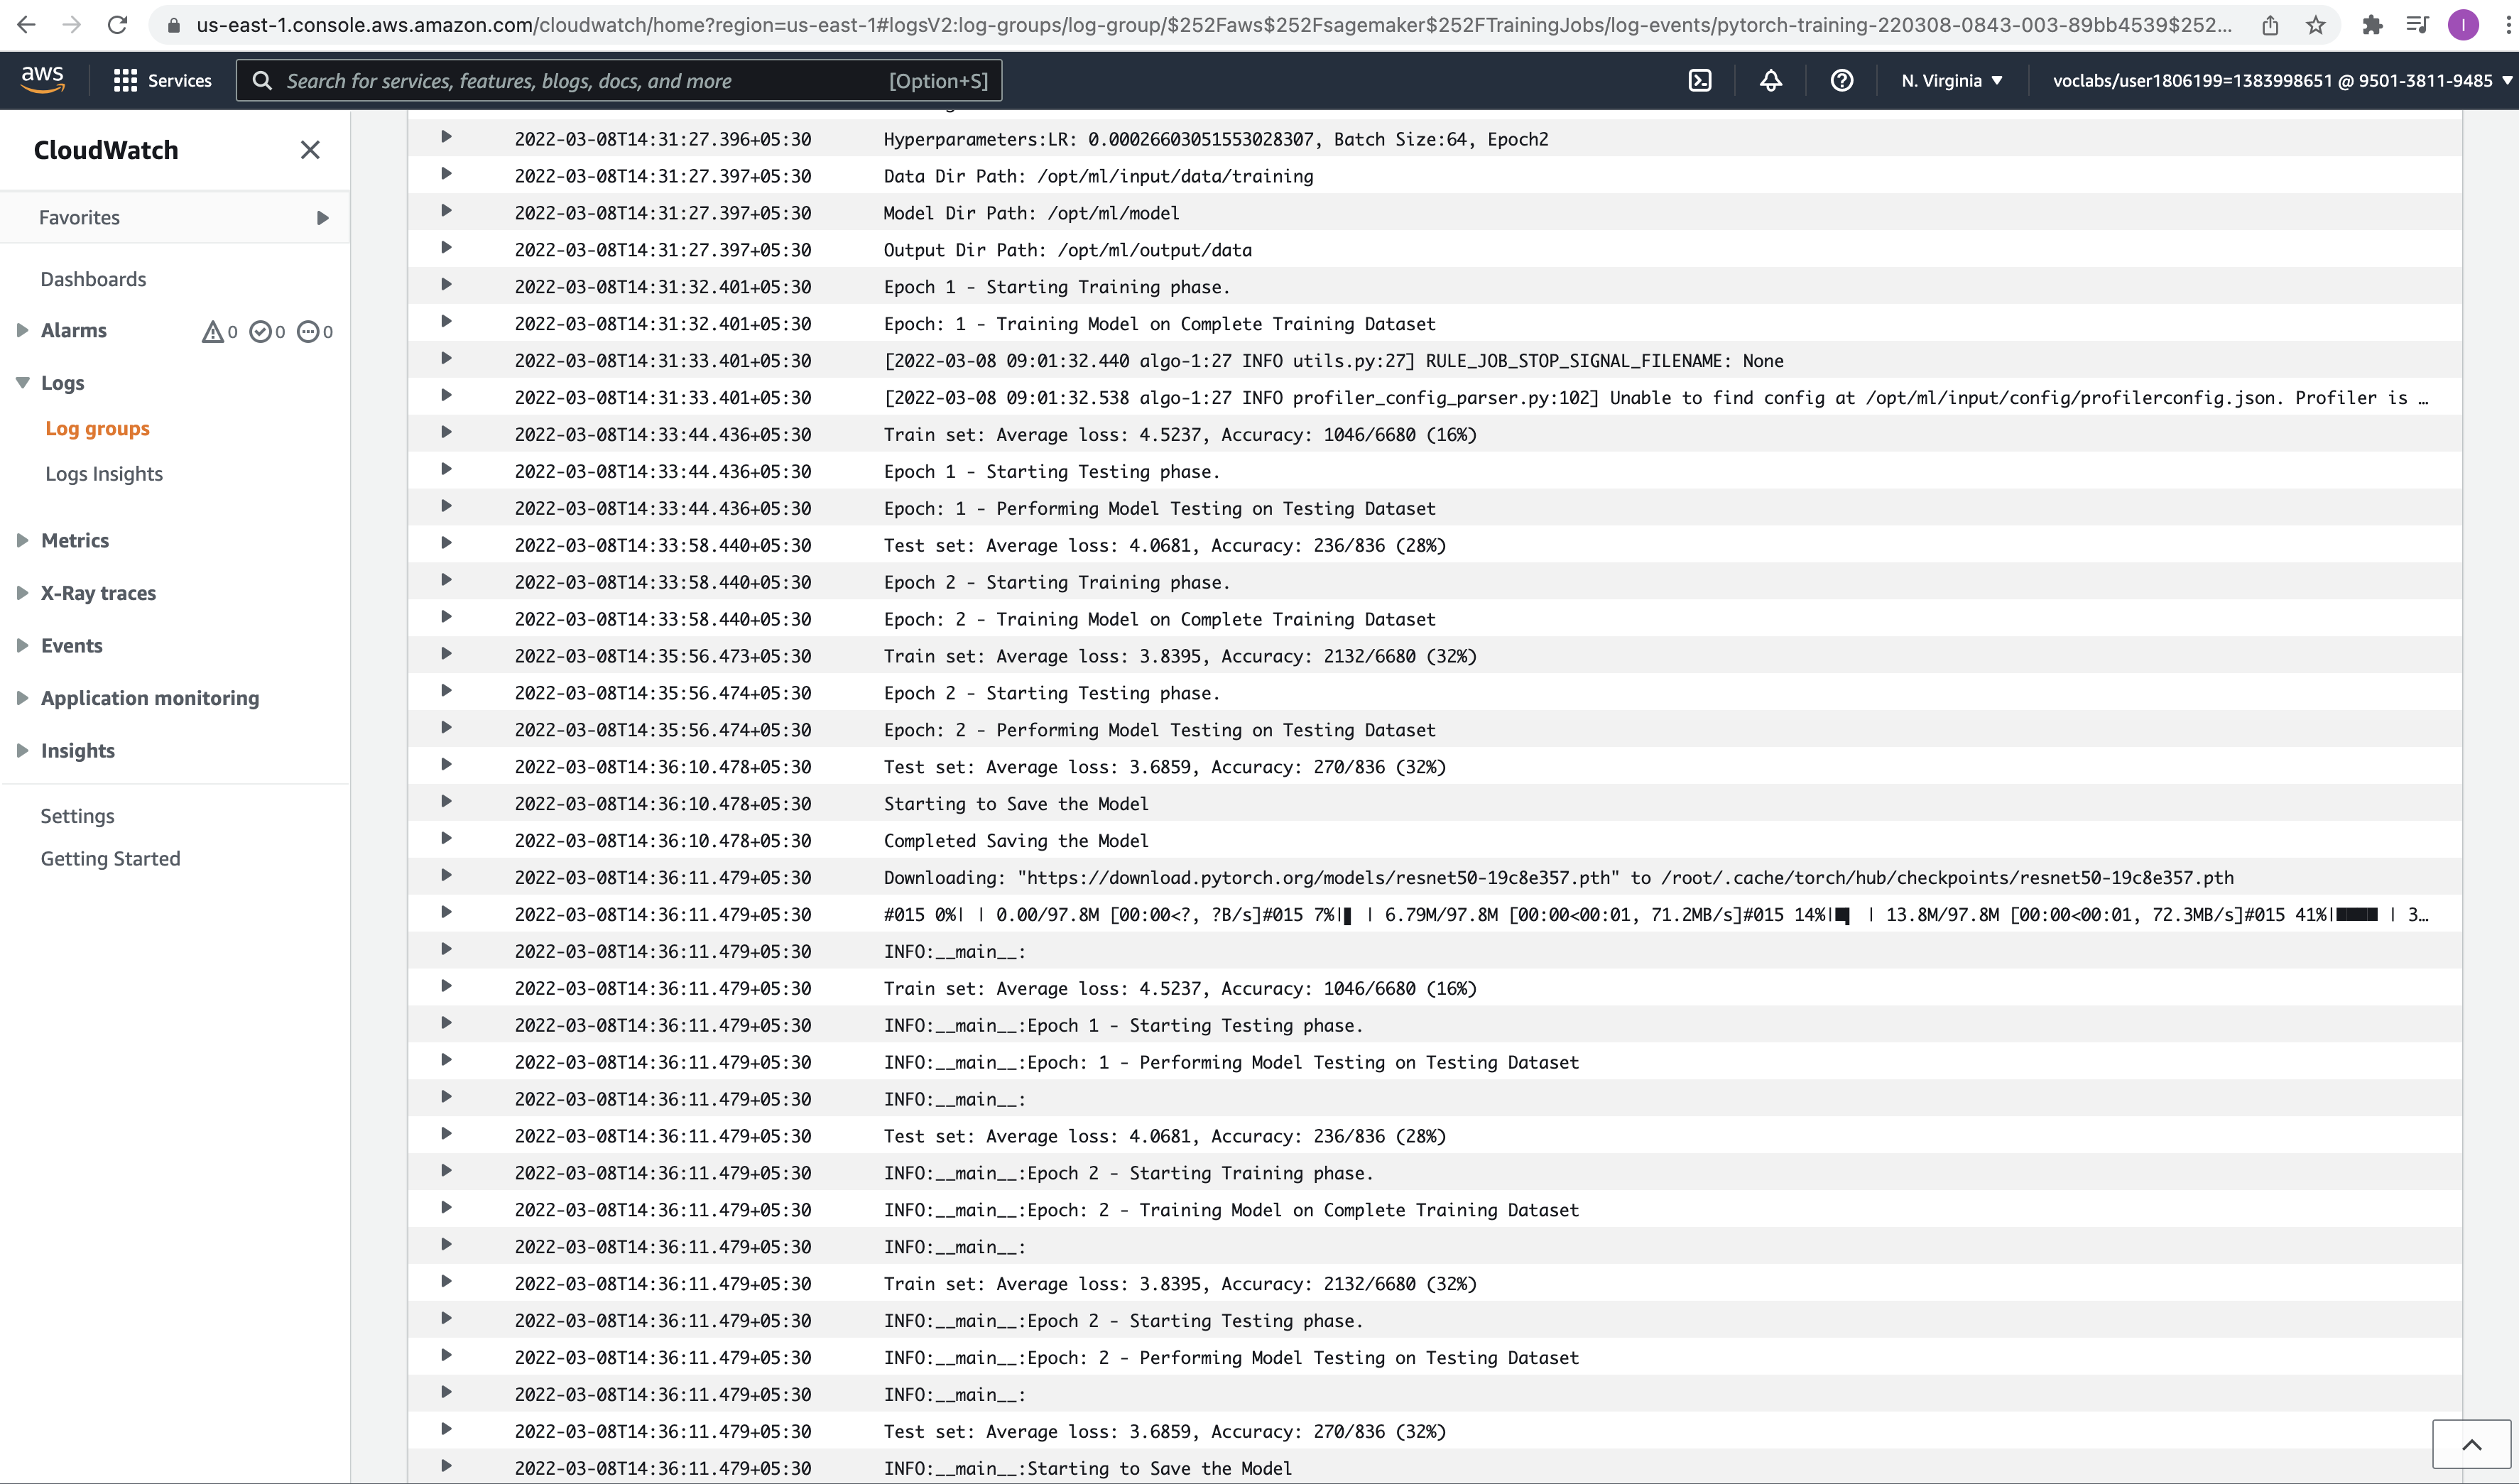 us-east-1.console.aws.amazon.com/cloudwatch/home?region=us-east-1#logsV2:log-groups/log-group/$252Faws$252Fsagemaker$252FTrainingJobs/log-events/pytorch-training-220308-0843-003-89bb4539$252...
I
aws
Services
Search for services, features, blogs, docs, and more [Option+S]
N. Virginia
voclabs/user1806199=1383998651 @ 9501-3811-9485
CloudWatch
Favorites
Dashboards
Alarms 0 0 0
Logs
Log groups
Logs Insights
Metrics
X-Ray traces
Events
Application monitoring
Insights
Settings
Getting Started
2022-03-08T14:31:27.396+05:30 Hyperparameters:LR: 0.00026603051553028307, Batch Size:64, Epoch2
2022-03-08T14:31:27.397+05:30 Data Dir Path: /opt/ml/input/data/training
2022-03-08T14:31:27.397+05:30 Model Dir Path: /opt/ml/model
2022-03-08T14:31:27.397+05:30 Output Dir Path: /opt/ml/output/data
2022-03-08T14:31:32.401+05:30 Epoch 1 - Starting Training phase.
2022-03-08T14:31:32.401+05:30 Epoch: 1 - Training Model on Complete Training Dataset
2022-03-08T14:31:33.401+05:30 [2022-03-08 09:01:32.440 algo-1:27 INFO utils.py:27] RULE_JOB_STOP_SIGNAL_FILENAME: None
2022-03-08T14:31:33.401+05:30 [2022-03-08 09:01:32.538 algo-1:27 INFO profiler_config_parser.py:102] Unable to find config at /opt/ml/input/config/profilerconfig.json. Profiler is …
2022-03-08T14:33:44.436+05:30 Train set: Average loss: 4.5237, Accuracy: 1046/6680 (16%)
2022-03-08T14:33:44.436+05:30 Epoch 1 - Starting Testing phase.
2022-03-08T14:33:44.436+05:30 Epoch: 1 - Performing Model Testing on Testing Dataset
2022-03-08T14:33:58.440+05:30 Test set: Average loss: 4.0681, Accuracy: 236/836 (28%)
2022-03-08T14:33:58.440+05:30 Epoch 2 - Starting Training phase.
2022-03-08T14:33:58.440+05:30 Epoch: 2 - Training Model on Complete Training Dataset
2022-03-08T14:35:56.473+05:30 Train set: Average loss: 3.8395, Accuracy: 2132/6680 (32%)
2022-03-08T14:35:56.474+05:30 Epoch 2 - Starting Testing phase.
2022-03-08T14:35:56.474+05:30 Epoch: 2 - Performing Model Testing on Testing Dataset
2022-03-08T14:36:10.478+05:30 Test set: Average loss: 3.6859, Accuracy: 270/836 (32%)
2022-03-08T14:36:10.478+05:30 Starting to Save the Model
2022-03-08T14:36:10.478+05:30 Completed Saving the Model
2022-03-08T14:36:11.479+05:30 Downloading: "https://download.pytorch.org/models/resnet50-19c8e357.pth" to /root/.cache/torch/hub/checkpoints/resnet50-19c8e357.pth
2022-03-08T14:36:11.479+05:30 #015 0%| | 0.00/97.8M [00:00<?, ?B/s]#015 7%|▋ | 6.79M/97.8M [00:00<00:01, 71.2MB/s]#015 14%|█▍ | 13.8M/97.8M [00:00<00:01, 72.3MB/s]#015 41%|████ | 3…
2022-03-08T14:36:11.479+05:30 INFO:__main__:
2022-03-08T14:36:11.479+05:30 Train set: Average loss: 4.5237, Accuracy: 1046/6680 (16%)
2022-03-08T14:36:11.479+05:30 INFO:__main__:Epoch 1 - Starting Testing phase.
2022-03-08T14:36:11.479+05:30 INFO:__main__:Epoch: 1 - Performing Model Testing on Testing Dataset
2022-03-08T14:36:11.479+05:30 INFO:__main__:
2022-03-08T14:36:11.479+05:30 Test set: Average loss: 4.0681, Accuracy: 236/836 (28%)
2022-03-08T14:36:11.479+05:30 INFO:__main__:Epoch 2 - Starting Training phase.
2022-03-08T14:36:11.479+05:30 INFO:__main__:Epoch: 2 - Training Model on Complete Training Dataset
2022-03-08T14:36:11.479+05:30 INFO:__main__:
2022-03-08T14:36:11.479+05:30 Train set: Average loss: 3.8395, Accuracy: 2132/6680 (32%)
2022-03-08T14:36:11.479+05:30 INFO:__main__:Epoch 2 - Starting Testing phase.
2022-03-08T14:36:11.479+05:30 INFO:__main__:Epoch: 2 - Performing Model Testing on Testing Dataset
2022-03-08T14:36:11.479+05:30 INFO:__main__:
2022-03-08T14:36:11.479+05:30 Test set: Average loss: 3.6859, Accuracy: 270/836 (32%)
2022-03-08T14:36:11.479+05:30 INFO:__main__:Starting to Save the Model